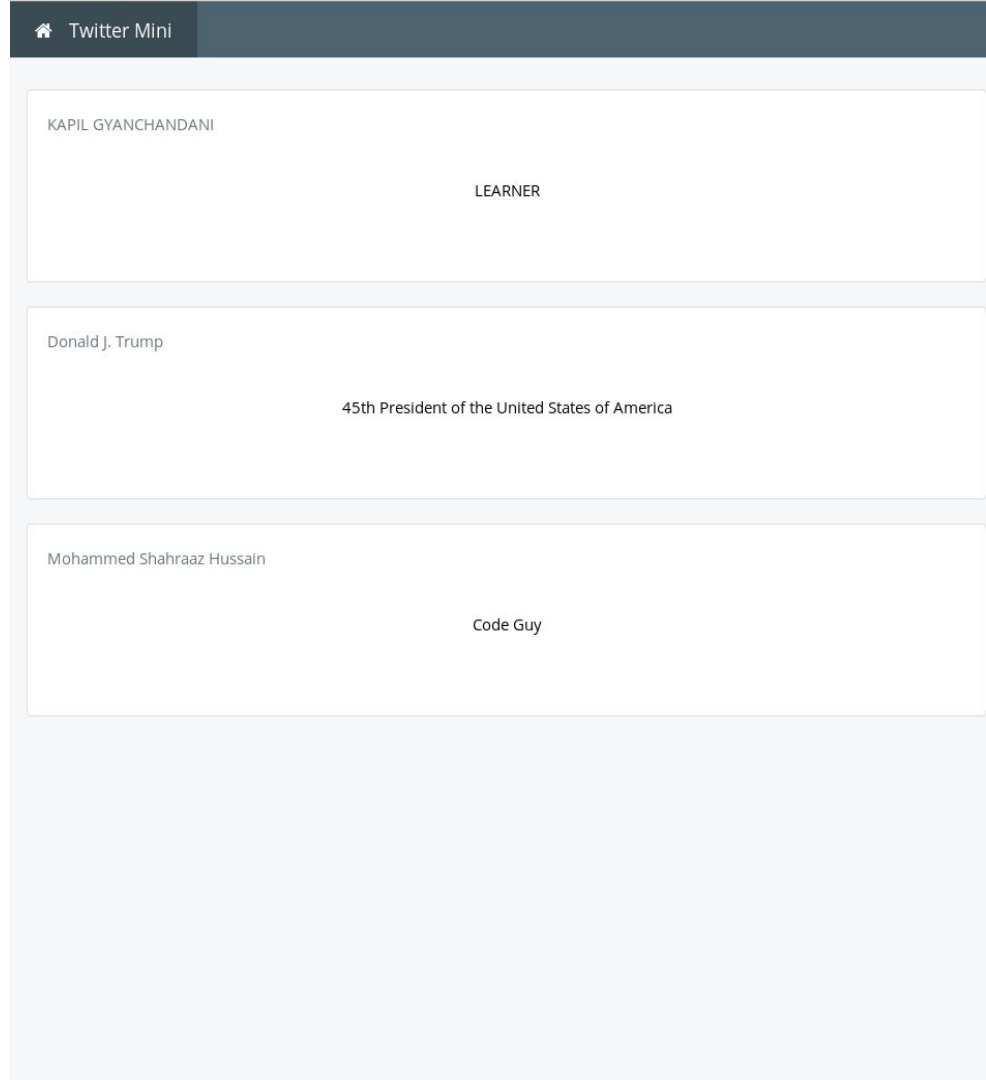 Twitter Mini
KAPIL GYANCHANDANI
LEARNER
Donald J. Trump
45th President of the United States of America
Mohammed Shahraaz Hussain
Code Guy